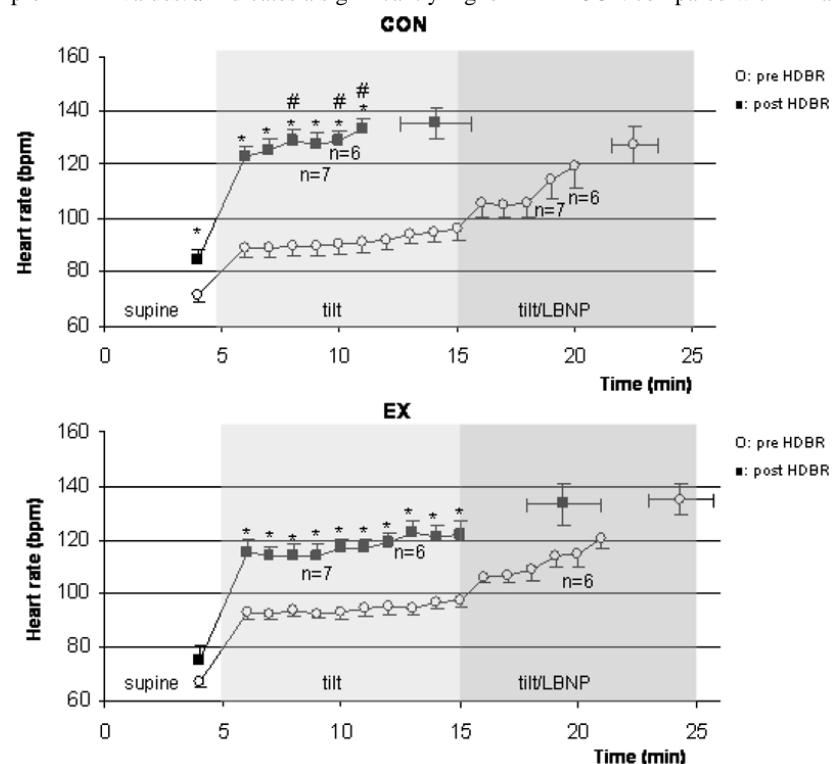 CON
160
140
120
100
80
60
Heart rate (bpm)
# # #
* * * * * *
*
n=6
n=7
n=7
n=6
supine
tilt
tilt/LBNP
0 5 10 15 20 25
Time (min)
o: pre HDBR
■: post HDBR
EX
160
140
120
100
80
60
Heart rate (bpm)
* * * * * * * * * *
n=7
n=6
n=6
supine
tilt
tilt/LBNP
0 5 10 15 20 25
Time (min)
o: pre HDBR
■: post HDBR